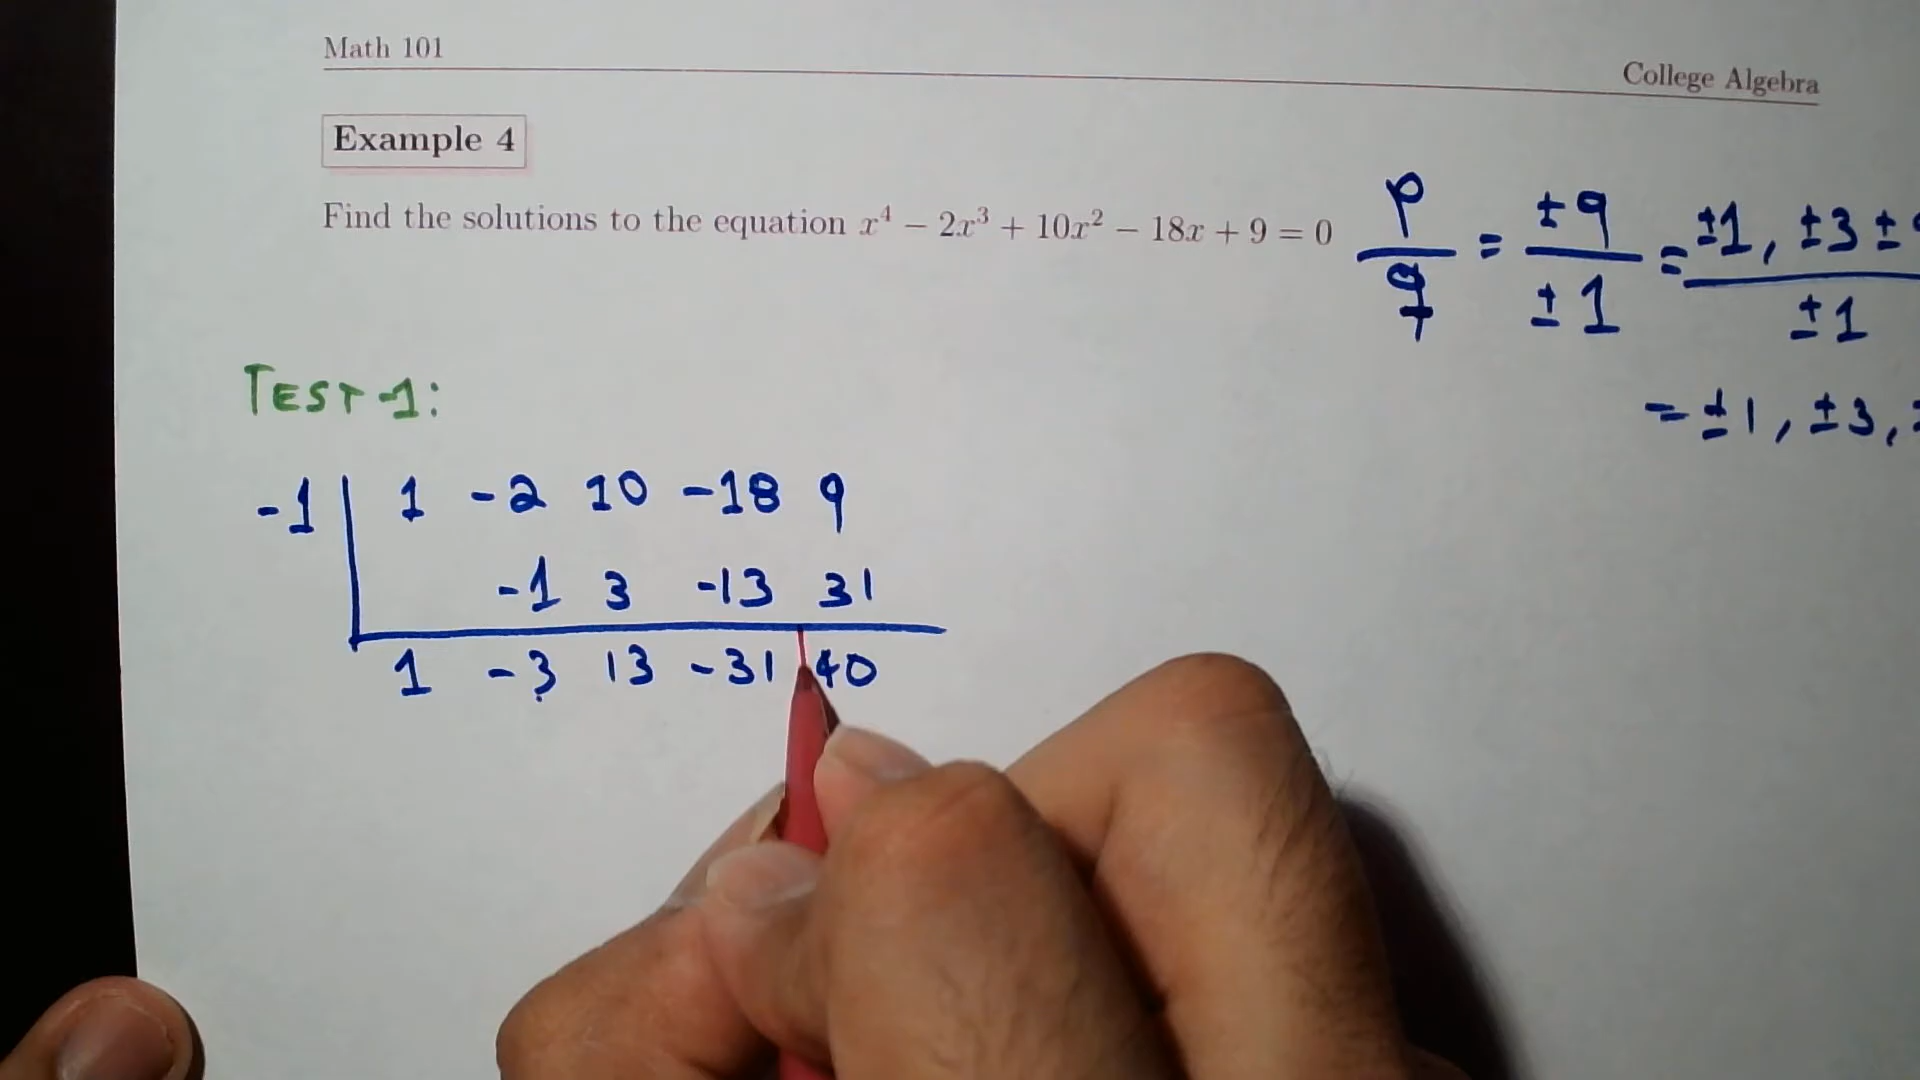 Math 101
College Algebra
Example 4
Find the solutions to the equation x⁴ − 2x³ + 10x² − 18x + 9 = 0
p/q = ±9/±1 = ±1, ±3 ±9/±1
= ±1, ±3,
TEST -1:
-1 | 1 -2 10 -18 9
-1 3 -13 31
1 -3 13 -31 40